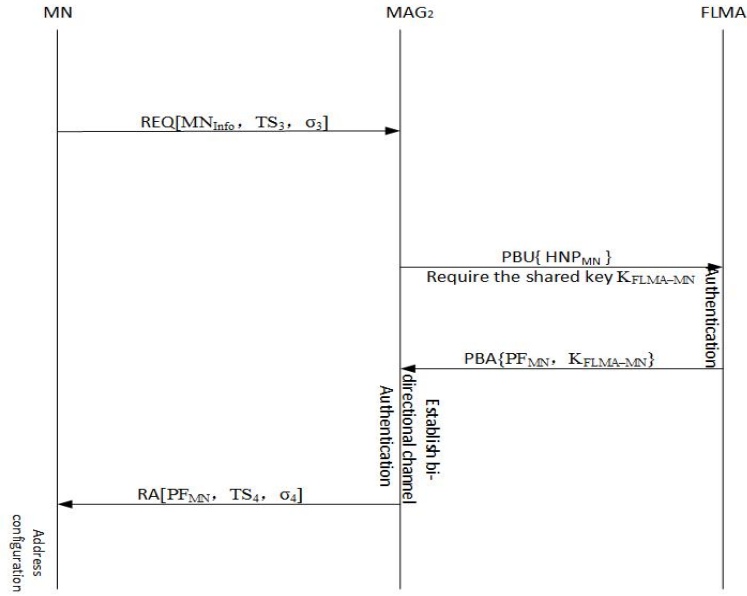 MN MAG₂ FLMA
REQ[MN_Info， TS₃， σ₃]
PBU{ HNP_MN }
Require the shared key K_FLMA–MN
Authentication
PBA{PF_MN， K_FLMA–MN}
Establish bi-
directional channel
Authentication
RA[PF_MN， TS₄， σ₄]
Address
configuration